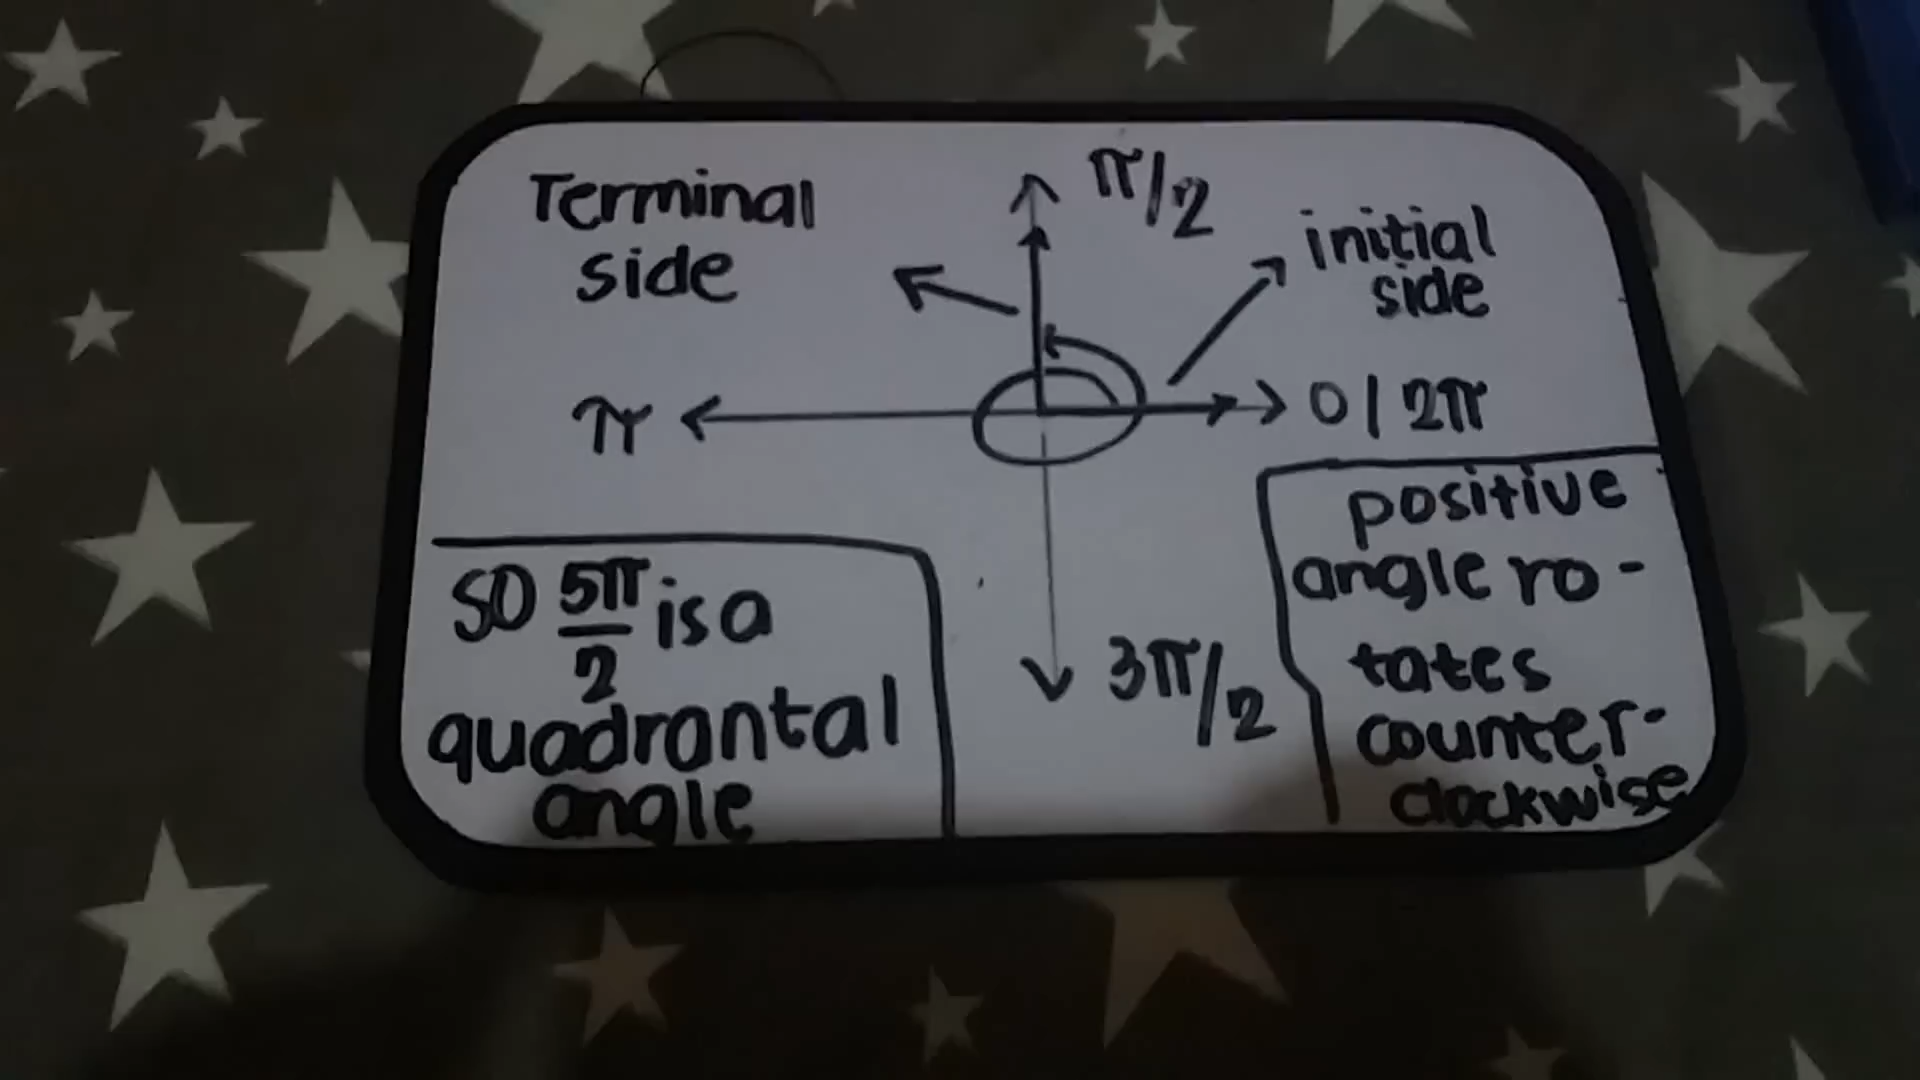 Terminal
side
π/2
initial
side
π
0/2π
3π/2
so 5π/2 is a
quadrantal
angle
positive
angle ro-
tates
counter-
clockwise